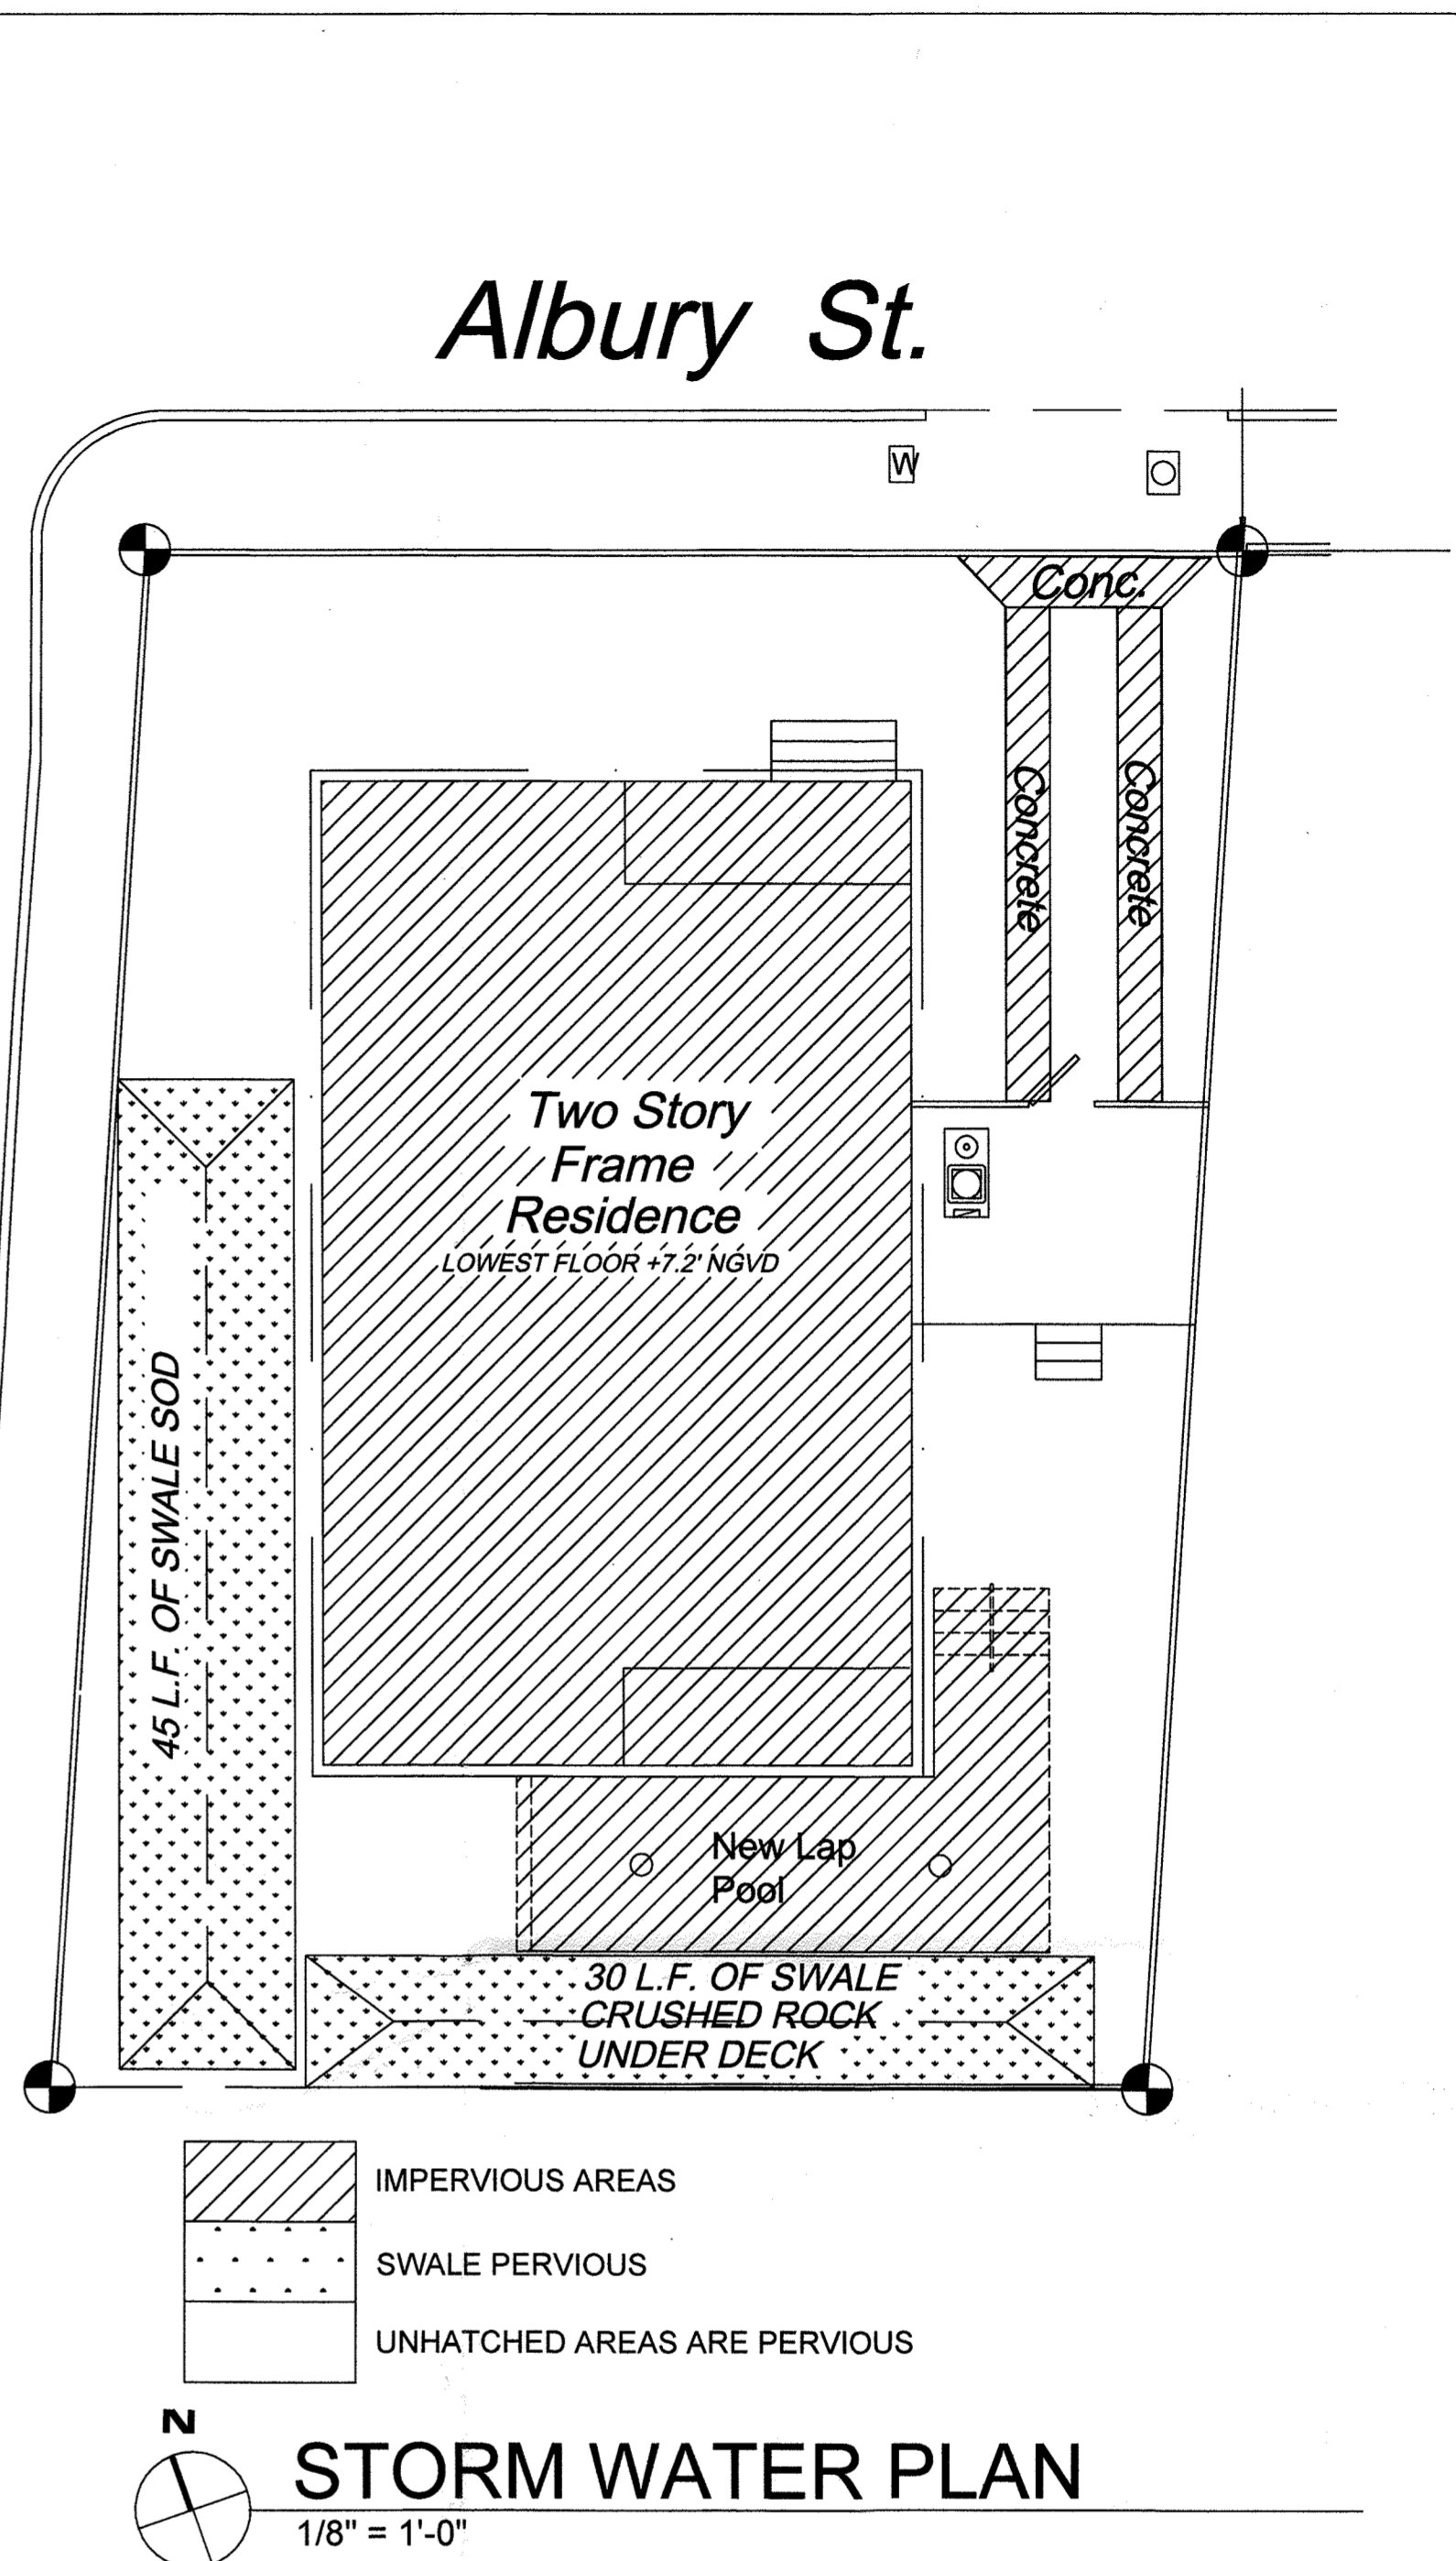 Albury St.
W
Conc.
Concrete
Concrete
Two Story
Frame
Residence
LOWEST FLOOR +7.2' NGVD
45 L.F. OF SWALE SOD
New Lap
Pool
30 L.F. OF SWALE
CRUSHED ROCK
UNDER DECK
IMPERVIOUS AREAS
SWALE PERVIOUS
UNHATCHED AREAS ARE PERVIOUS
N
STORM WATER PLAN
1/8" = 1'-0"